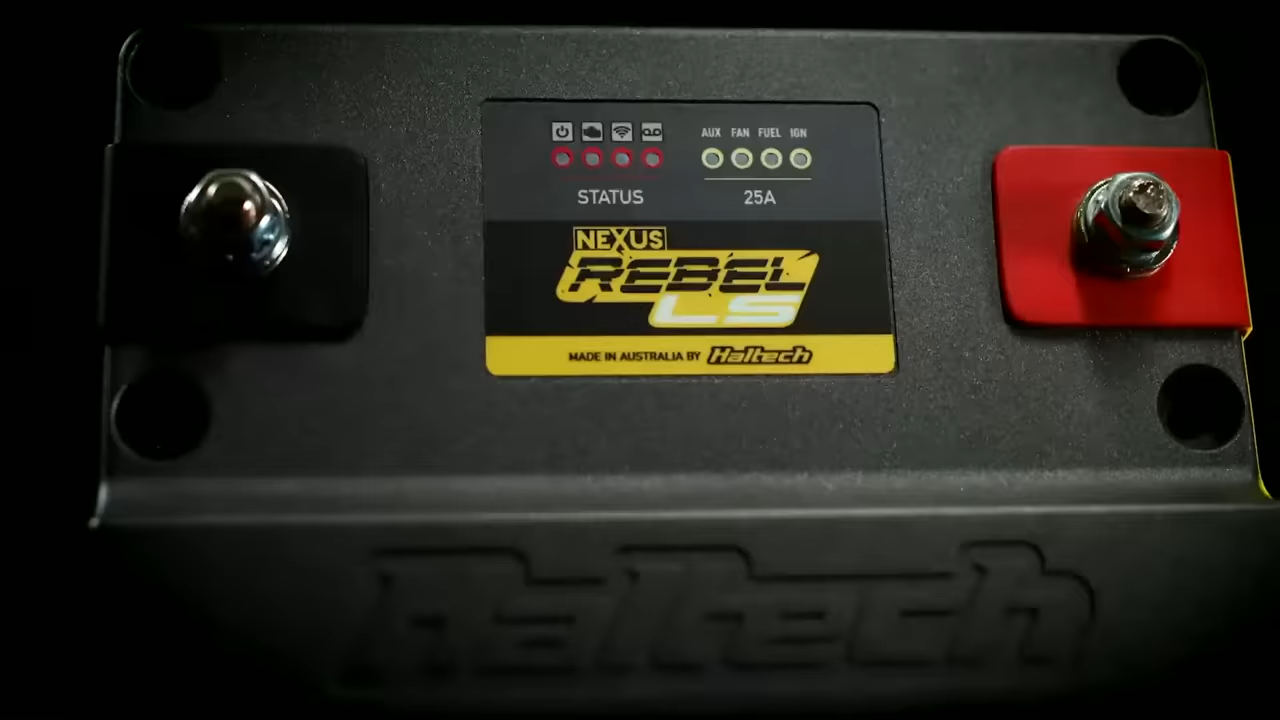 AUX FAN FUEL IGN
STATUS 25A
NEXUS
REBEL
LS
MADE IN AUSTRALIA BY Haltech
Haltech